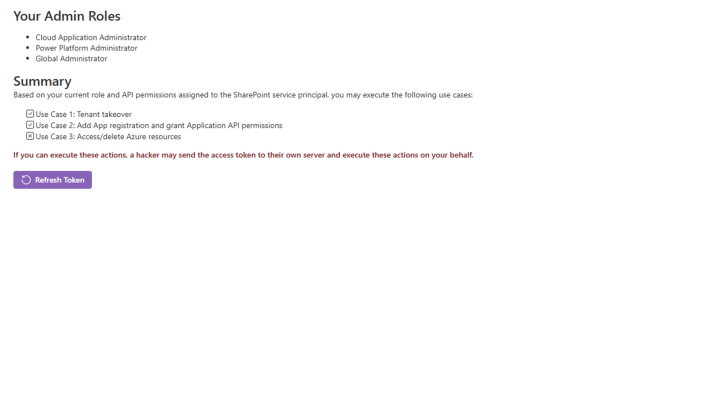 Your Admin Roles
Cloud Application Administrator
Power Platform Administrator
Global Administrator
Summary
Based on your current role and API permissions assigned to the SharePoint service principal, you may execute the following use cases:
Use Case 1: Tenant takeover
Use Case 2: Add App registration and grant Application API permissions
Use Case 3: Access/delete Azure resources
If you can execute these actions, a hacker may send the access token to their own server and execute these actions on your behalf.
Refresh Token